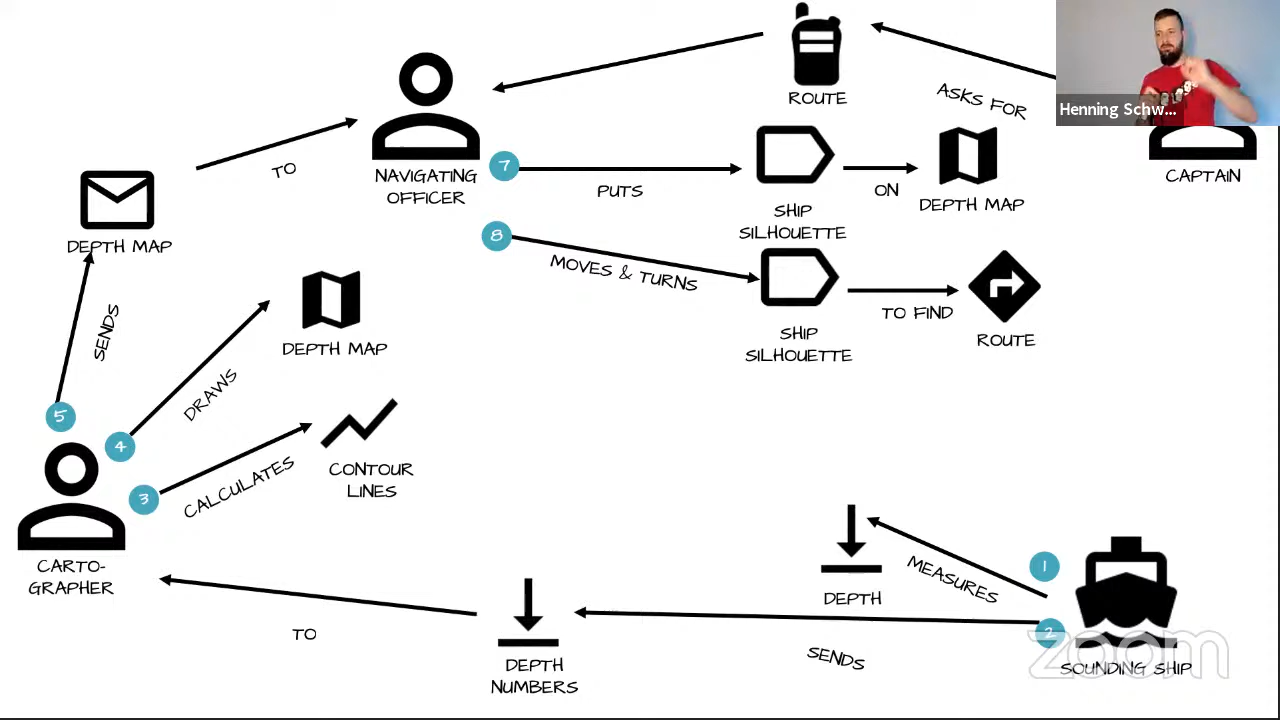 ROUTE
ASKS FOR
Henning Schw...
CAPTAIN
NAVIGATING
OFFICER
TO
DEPTH MAP
7
PUTS
SHIP
SILHOUETTE
ON
DEPTH MAP
8
MOVES & TURNS
SHIP
SILHOUETTE
TO FIND
ROUTE
SENDS
5
DRAWS
4
DEPTH MAP
3
CALCULATES
CONTOUR
LINES
CARTO-
GRAPHER
TO
DEPTH
NUMBERS
SENDS
DEPTH
MEASURES
1
2
SOUNDING SHIP
zoom